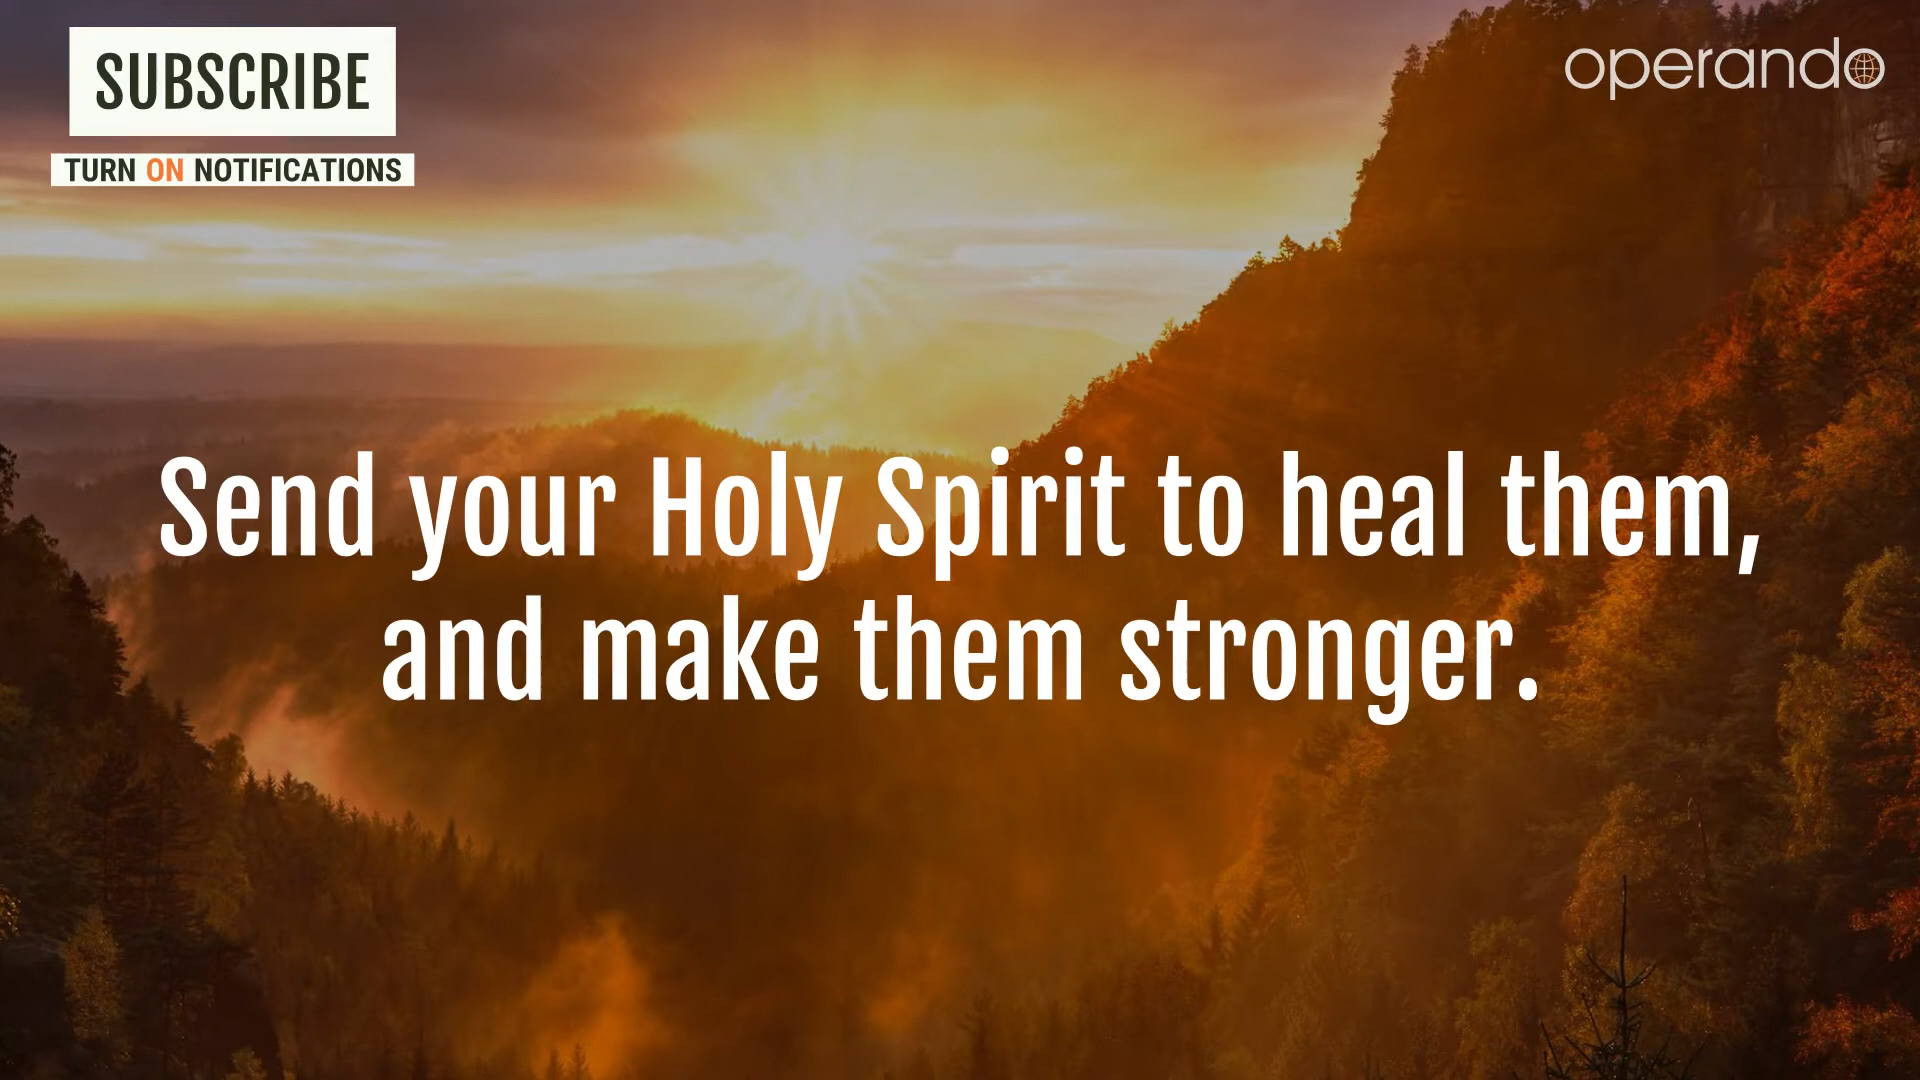 SUBSCRIBE
TURN ON NOTIFICATIONS
operando
Send your Holy Spirit to heal them,
and make them stronger.